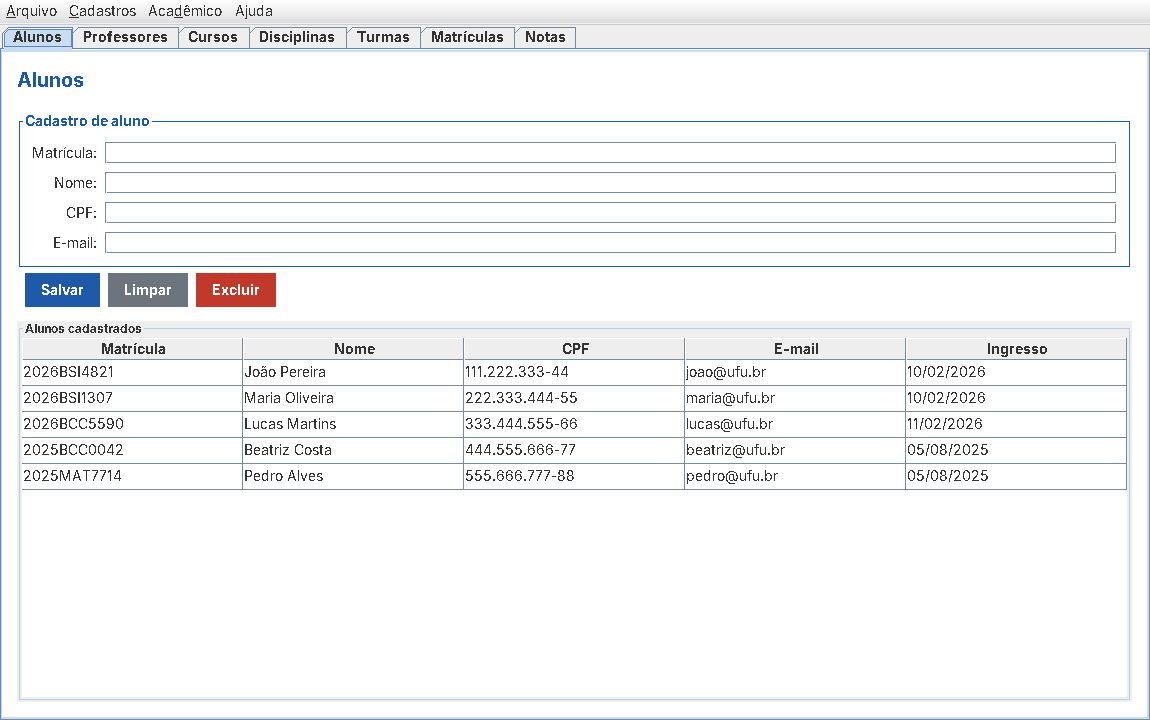 Arquivo Cadastros Acadêmico Ajuda
Alunos Professores Cursos Disciplinas Turmas Matrículas Notas
Alunos
Cadastro de aluno
Matrícula:
Nome:
CPF:
E-mail:
Salvar Limpar Excluir
Alunos cadastrados
Matrícula Nome CPF E-mail Ingresso
2026BSI4821 João Pereira 111.222.333-44 joao@ufu.br 10/02/2026
2026BSI1307 Maria Oliveira 222.333.444-55 maria@ufu.br 10/02/2026
2026BCC5590 Lucas Martins 333.444.555-66 lucas@ufu.br 11/02/2026
2025BCC0042 Beatriz Costa 444.555.666-77 beatriz@ufu.br 05/08/2025
2025MAT7714 Pedro Alves 555.666.777-88 pedro@ufu.br 05/08/2025